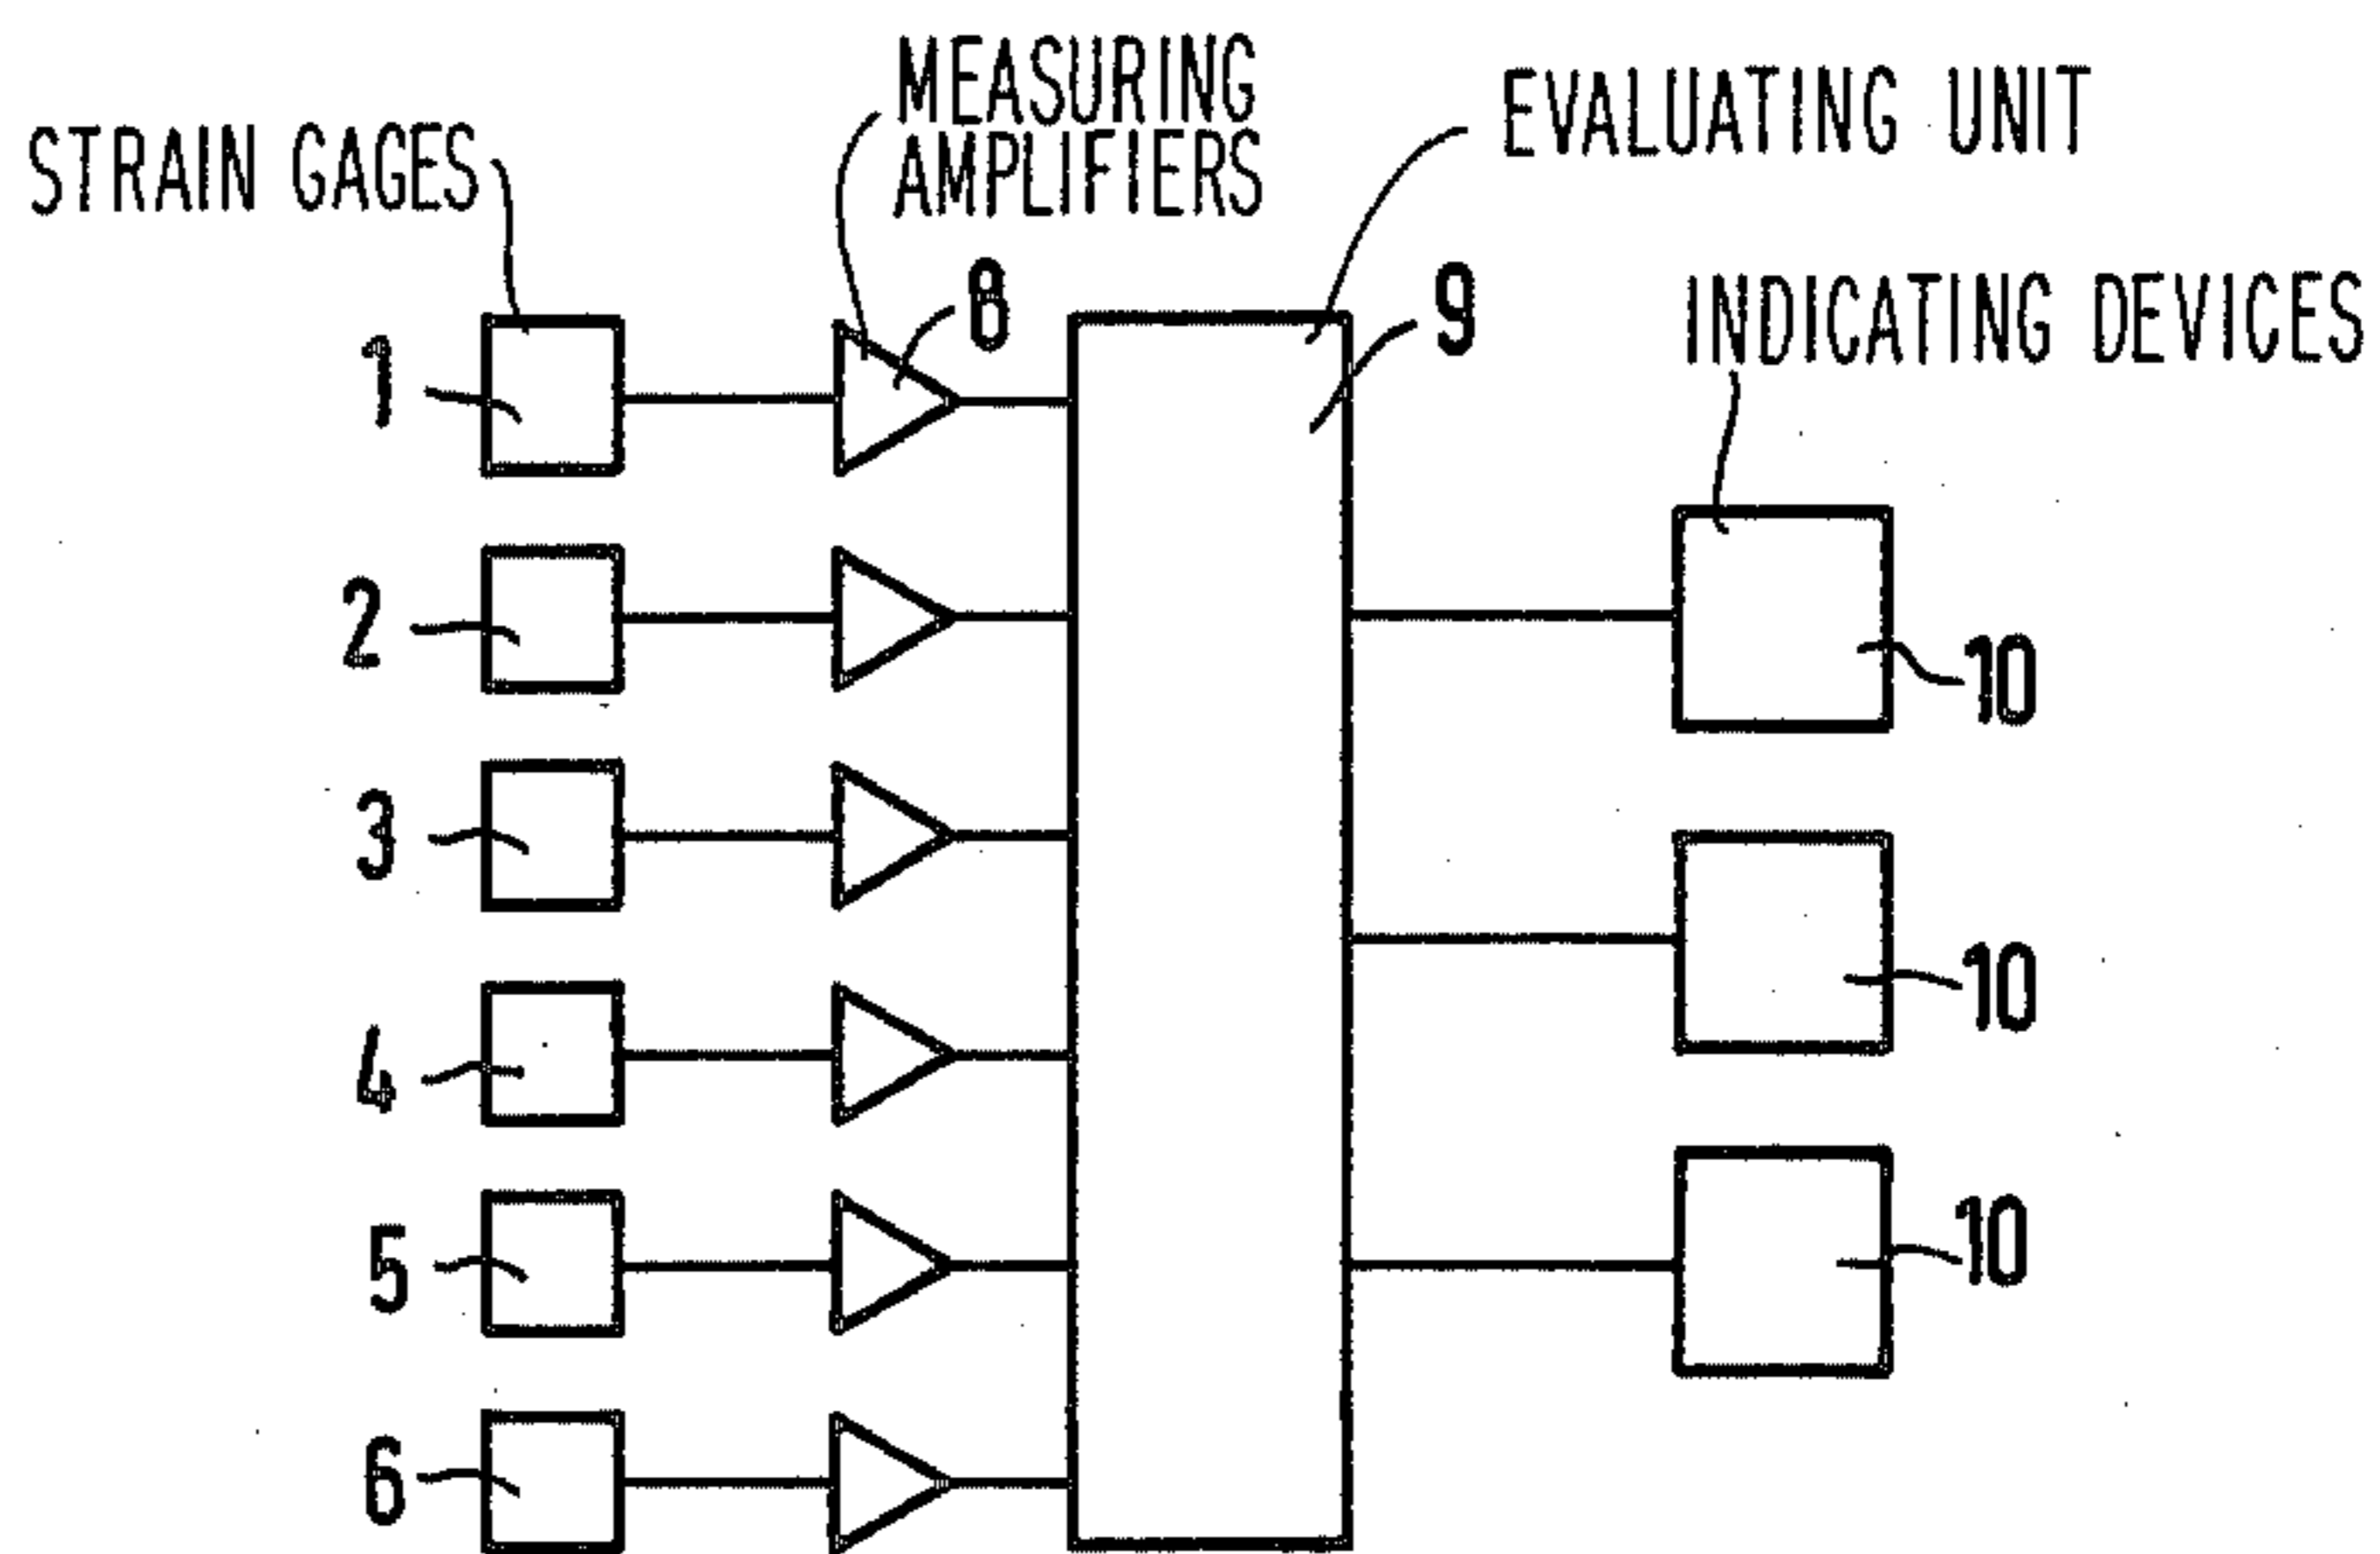 STRAIN GAGES
MEASURING
AMPLIFIERS
EVALUATING UNIT
INDICATING DEVICES
1
8
9
2
10
3
10
4
5
10
6